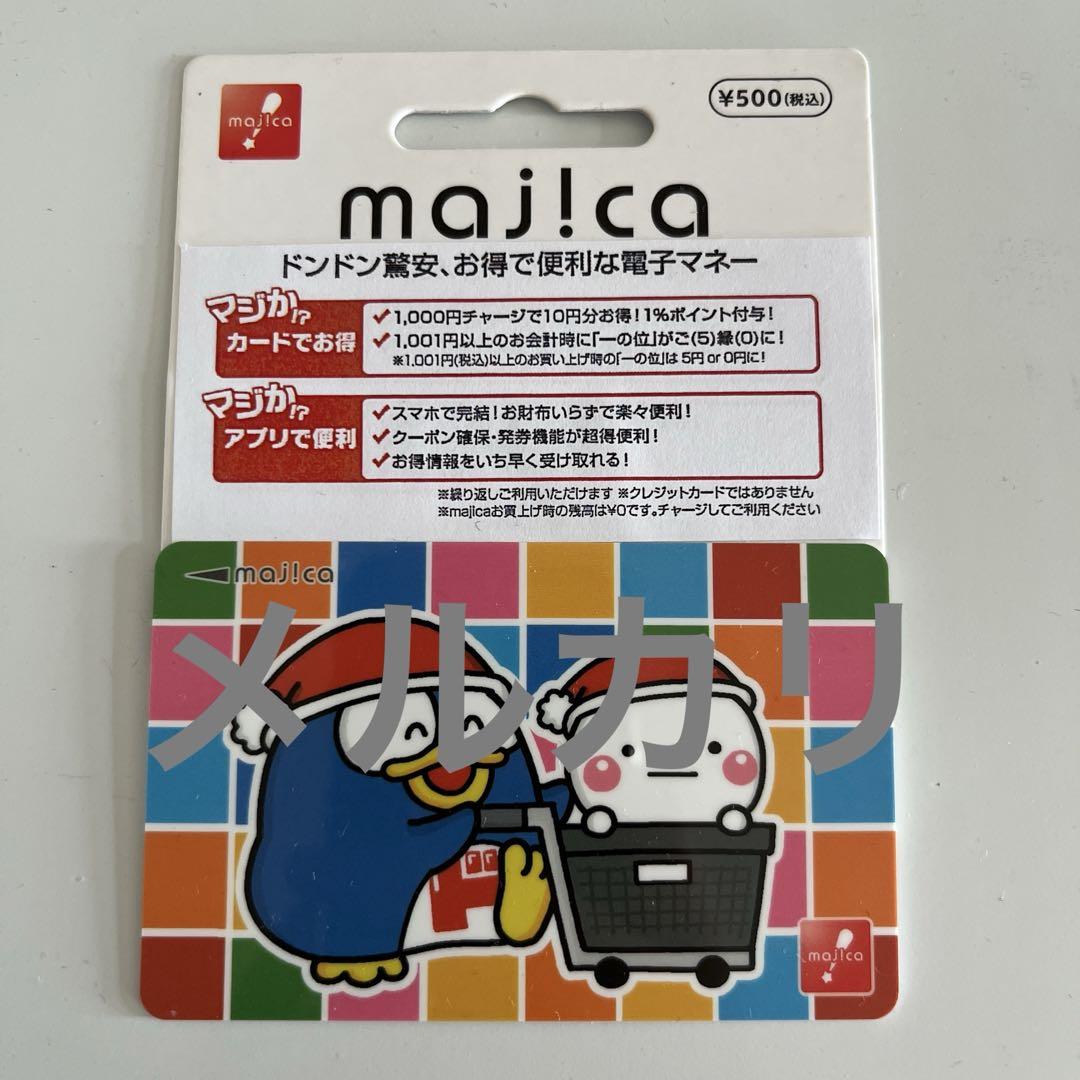 maj!ca
¥500(税込)
maj!ca
ドンドン驚安、お得で便利な電子マネー
マジか!?
カードでお得
✓1,000円チャージで10円分お得!1%ポイント付与!
✓1,001円以上のお会計時に「一の位」がご(5)縁(0)に!
※1,001円(税込)以上のお買い上げ時の「一の位」は5円 or 0円に!
マジか!?
アプリで便利
✓スマホで完結!お財布いらずで楽々便利!
✓クーポン確保・発券機能が超得便利!
✓お得情報をいち早く受け取れる!
※繰り返しご利用いただけます ※クレジットカードではありません
※majicaお買上げ時の残高は¥0です。チャージしてご利用ください
maj!ca
メルカリ
ド
maj!ca